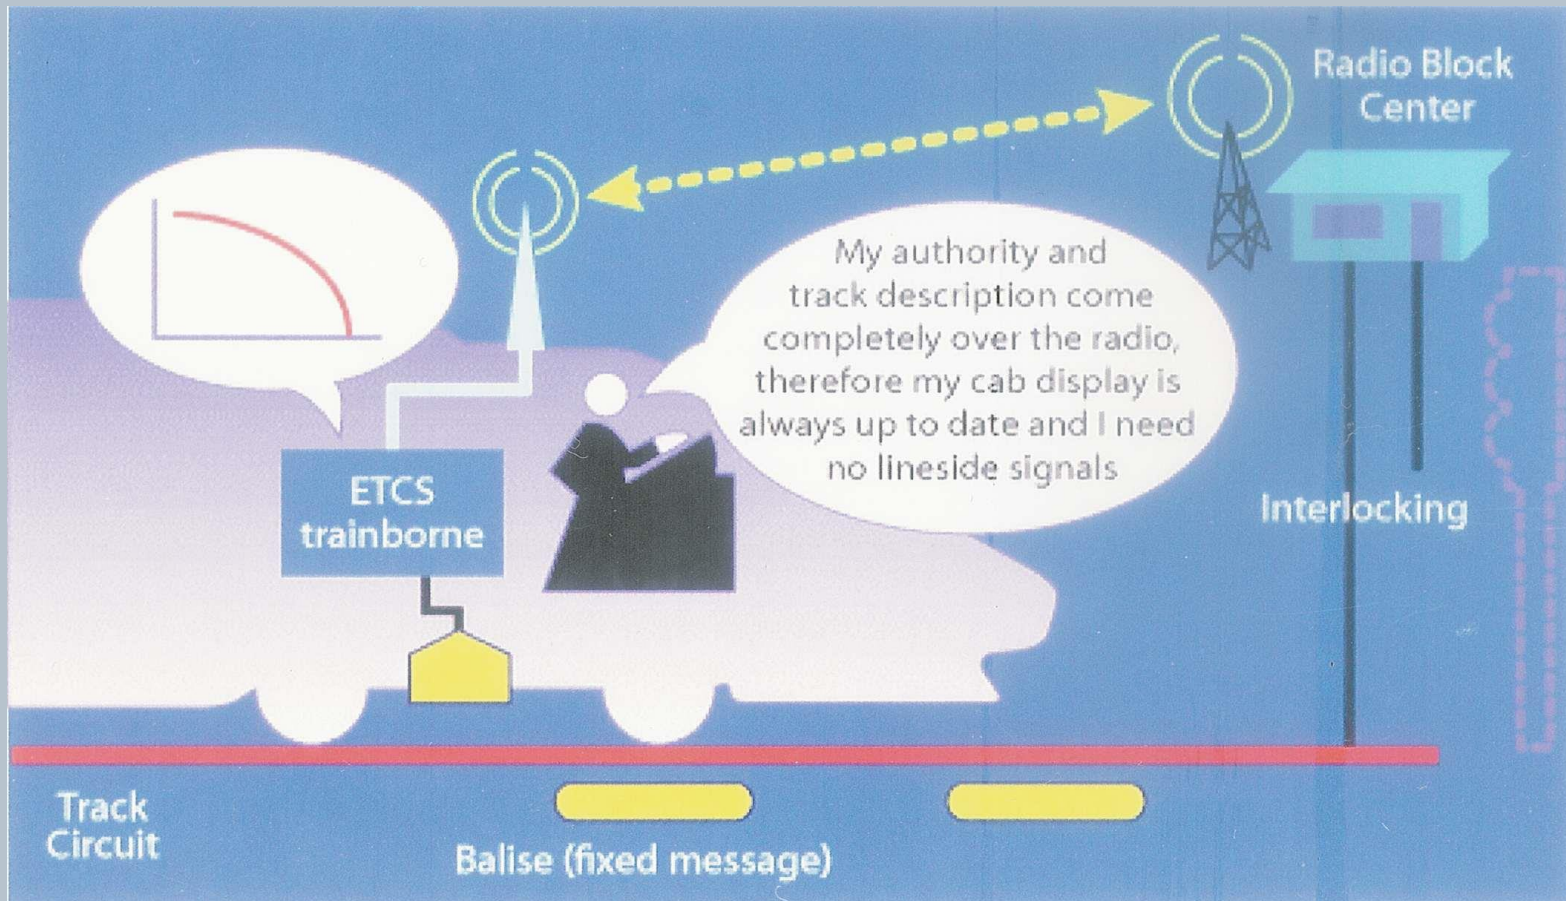 Radio Block
Center
My authority and
track description come
completely over the radio,
therefore my cab display is
always up to date and I need
no lineside signals
ETCS
trainborne
Interlocking
Track
Circuit
Balise (fixed message)